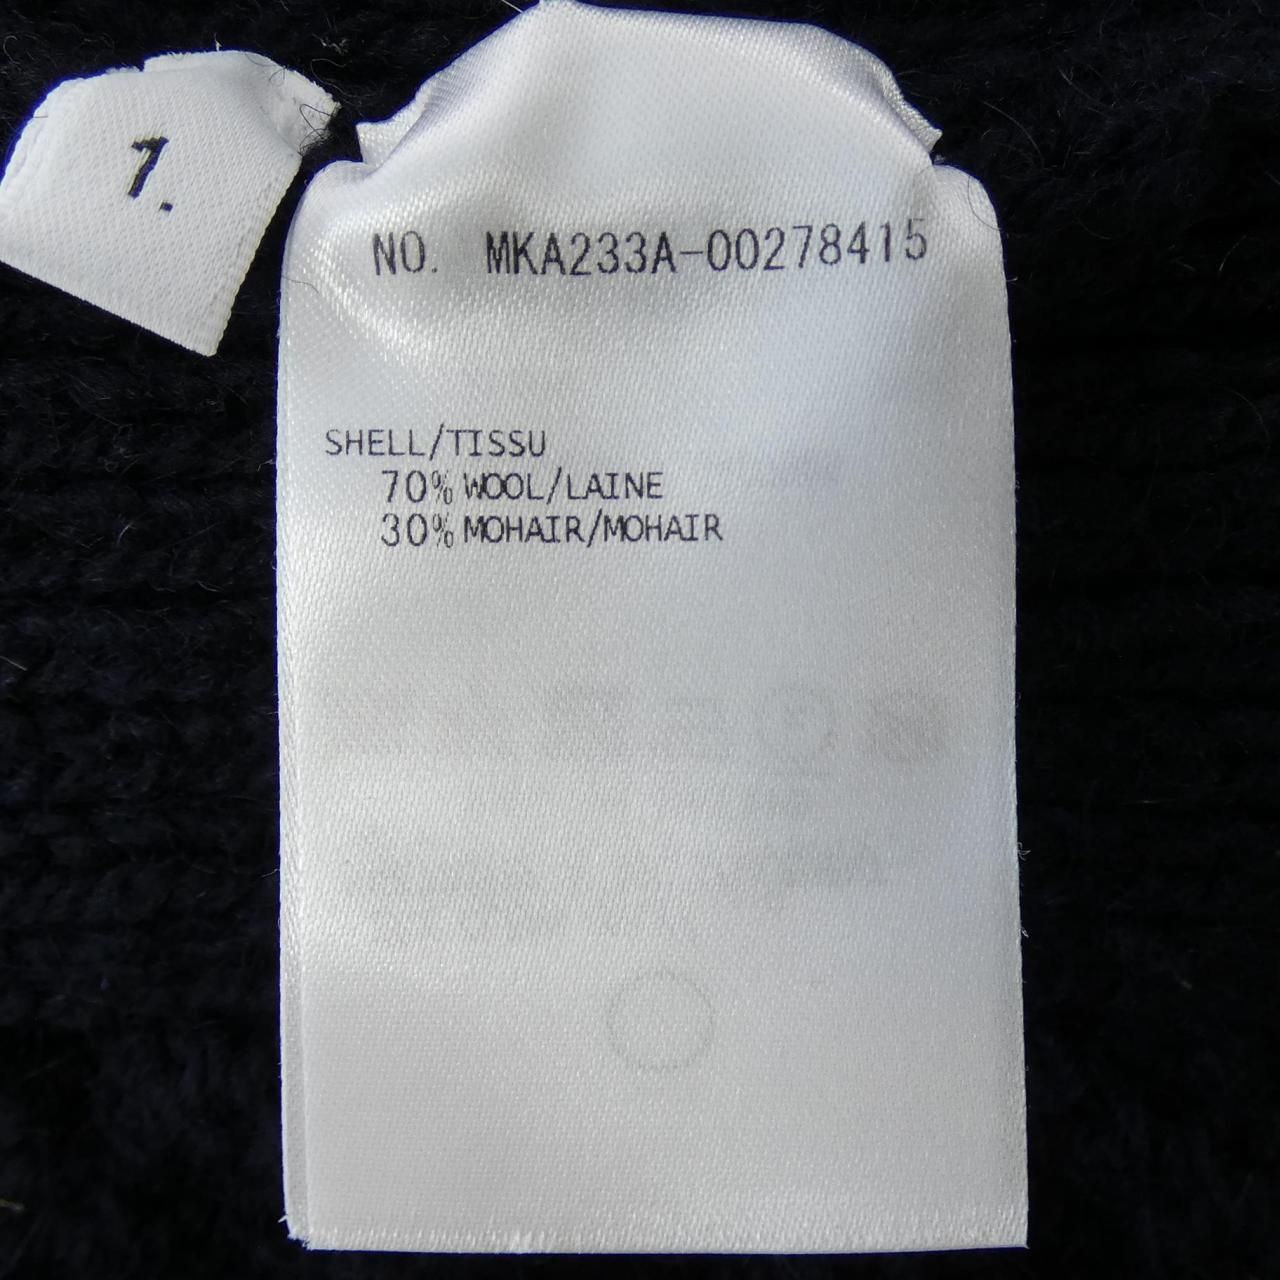 1.
NO. MKA233A-00278415
SHELL/TISSU
70% WOOL/LAINE
30% MOHAIR/MOHAIR